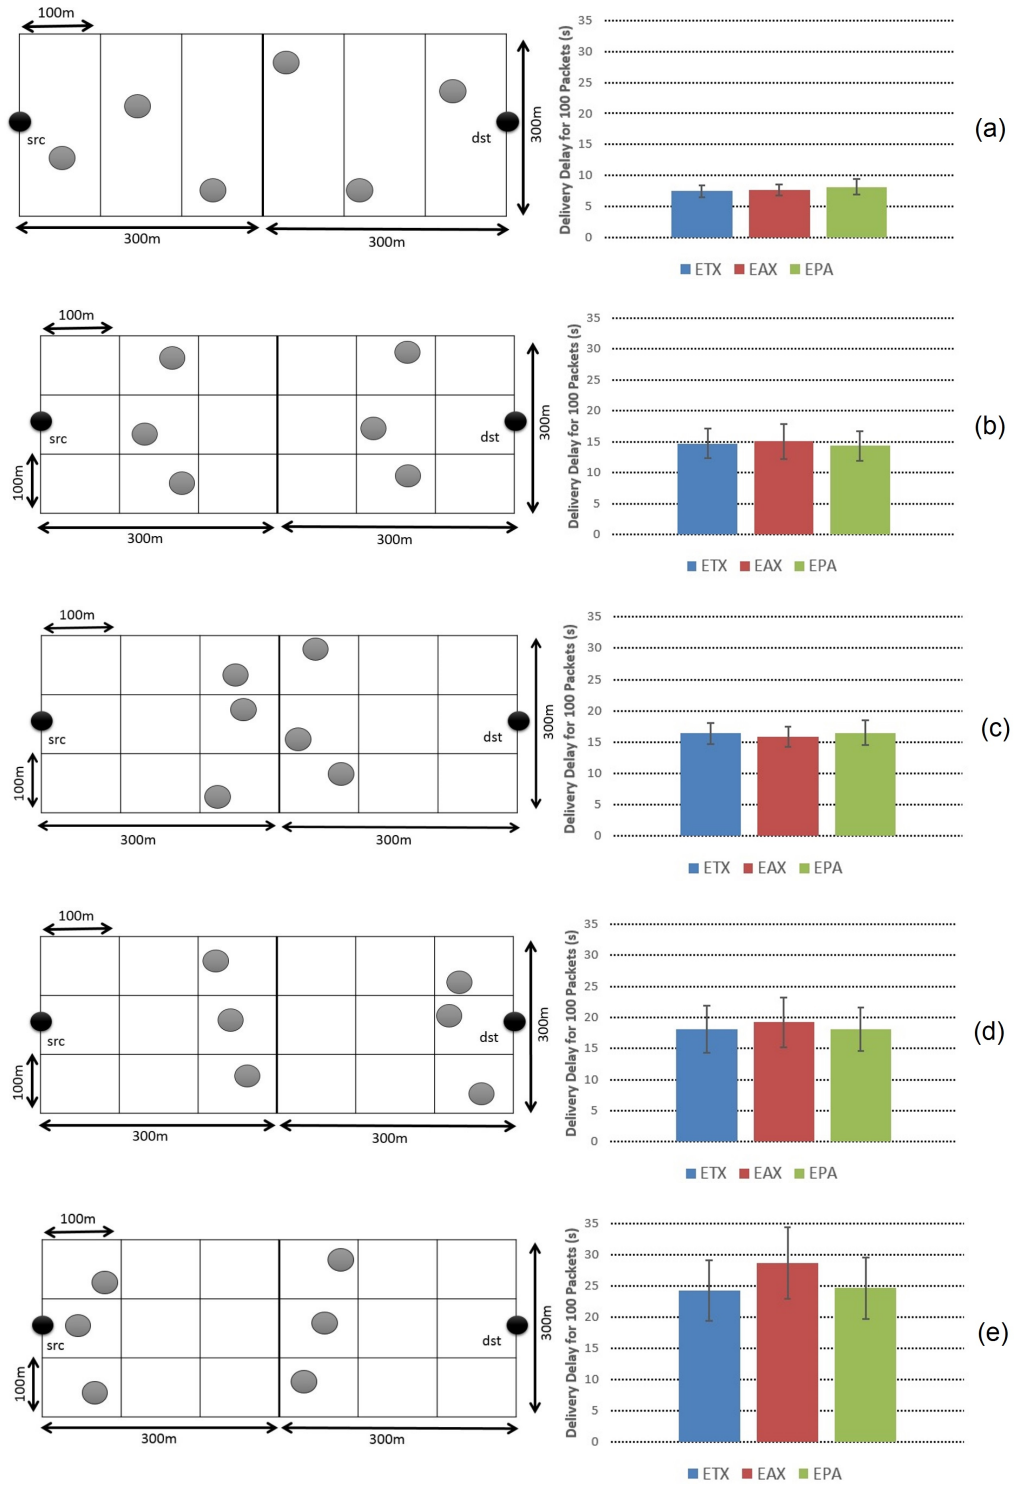 100m
src
dst
300m
300m
300m
Delivery Delay for 100 Packets (s)
35
30
25
20
15
10
5
0
ETX EAX EPA
(a)
100m
src
dst
100m
300m
300m
300m
Delivery Delay for 100 Packets (s)
35
30
25
20
15
10
5
0
ETX EAX EPA
(b)
100m
src
dst
100m
300m
300m
300m
Delivery Delay for 100 Packets (s)
35
30
25
20
15
10
5
0
ETX EAX EPA
(c)
100m
src
dst
100m
300m
300m
300m
Delivery Delay for 100 Packets (s)
35
30
25
20
15
10
5
0
ETX EAX EPA
(d)
100m
src
dst
100m
300m
300m
300m
Delivery Delay for 100 Packets (s)
35
30
25
20
15
10
5
0
ETX EAX EPA
(e)